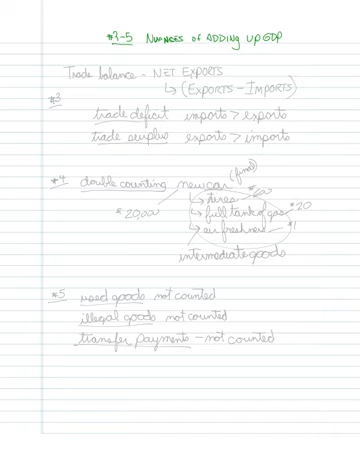 #3-5 NUANCES OF ADDING UP GDP
Trade balance - NET EXPORTS
↳ (EXPORTS - IMPORTS)
#3
trade deficit imports > exports
trade surplus exports > imports
#4 double counting new car (final)
$20,000 ↳ tires
↳ full tank of gas $20
↳ air freshner $1
intermediate goods
#5 used goods not counted
illegal goods not counted
transfer payments - not counted